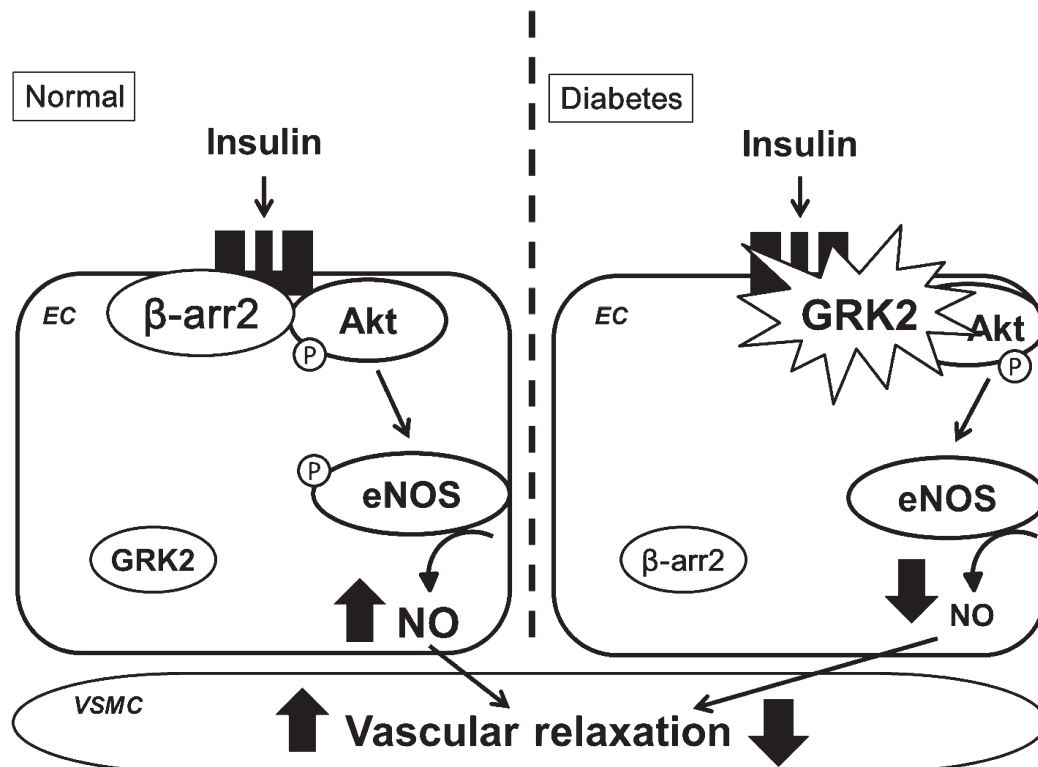 Normal
Insulin
EC
β-arr2
Akt
P
P
eNOS
GRK2
NO
Diabetes
Insulin
EC
GRK2
Akt
P
eNOS
β-arr2
NO
VSMC
Vascular relaxation